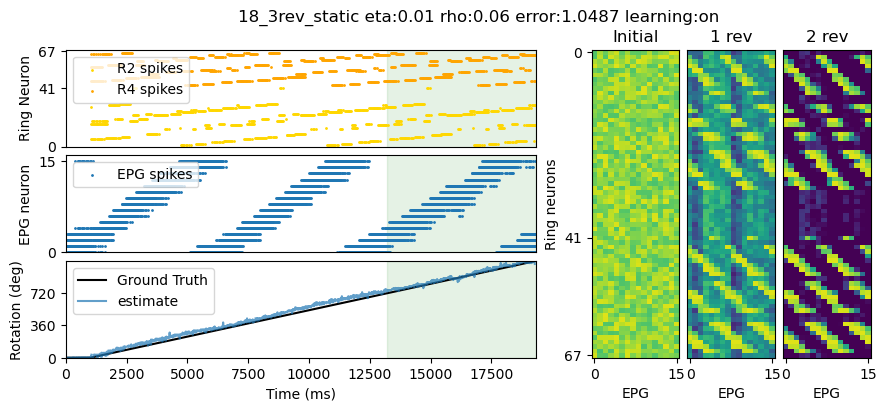 18_3rev_static eta:0.01 rho:0.06 error:1.0487 learning:on
Ring Neuron
67
41
0
R2 spikes
R4 spikes
EPG neuron
15
0
EPG spikes
Rotation (deg)
720
360
0
Ground Truth
estimate
0 2500 5000 7500 10000 12500 15000 17500
Time (ms)
Initial 1 rev 2 rev
Ring neurons
0
41
67
0 15 0 15 0 15
EPG EPG EPG